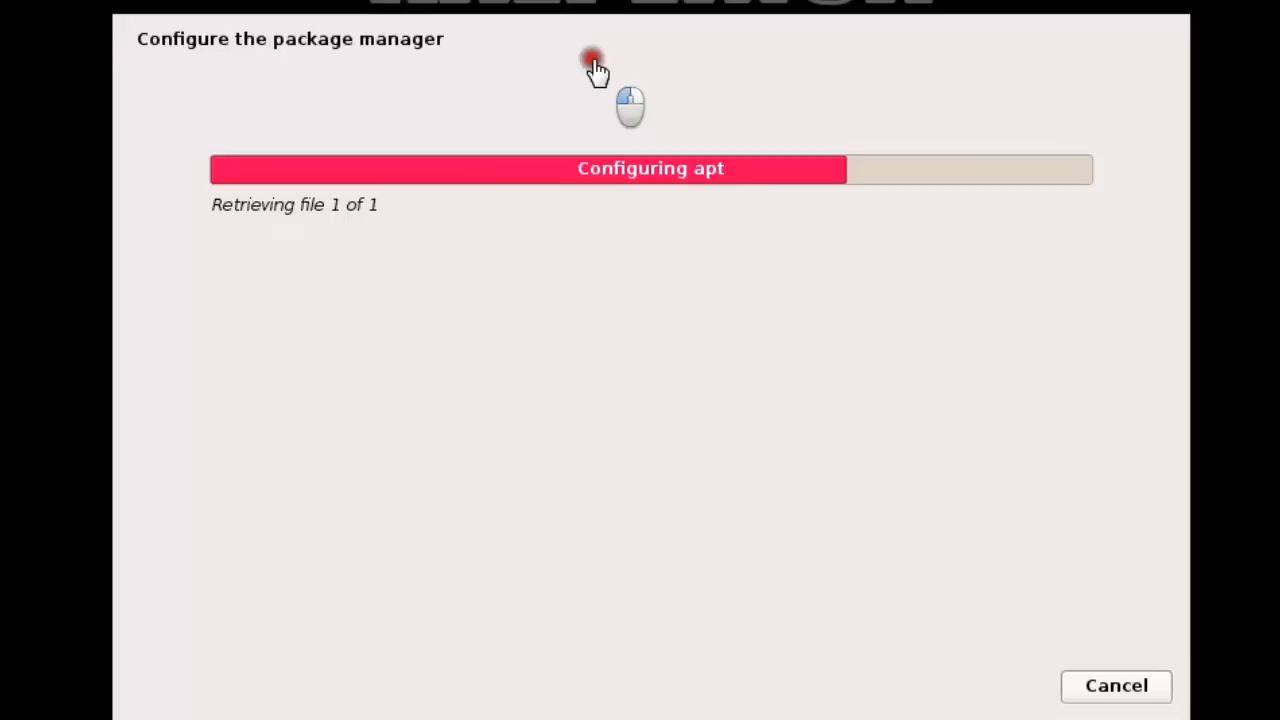 Configure the package manager
Configuring apt
Retrieving file 1 of 1
Cancel